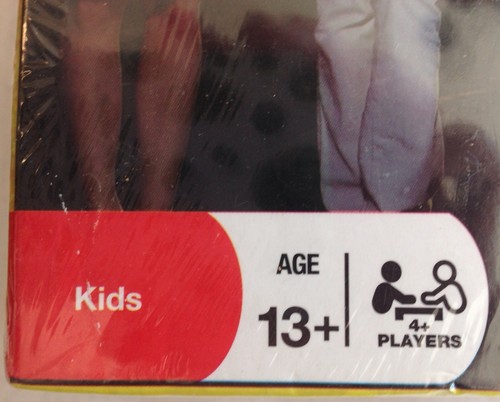 Kids
AGE
13+
4+
PLAYERS